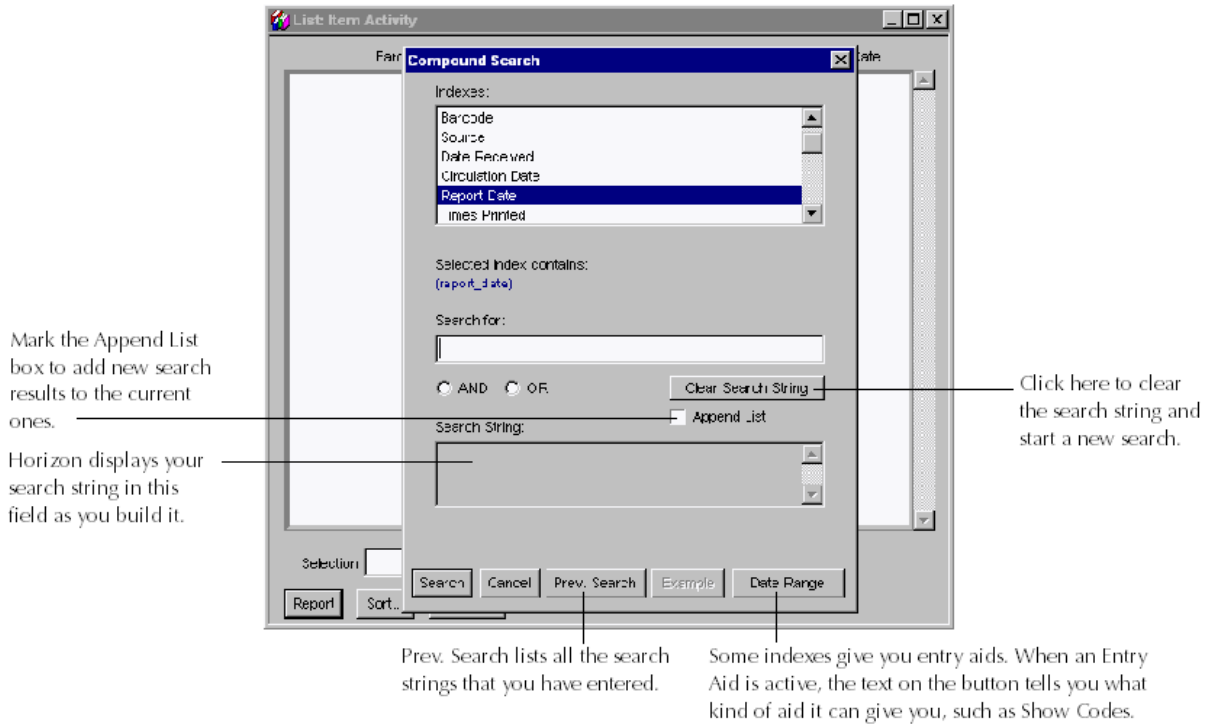 List: Item Activity
Compound Search
Indexes:
Barcode
Source
Date Received
Circulation Date
Report Date
Times Printed
Selected Index contains:
(report_date)
Search for:
AND OR
Clear Search String
Append List
Search String:
Selection
Search Cancel Prev. Search Example Date Range
Report Sort...
Mark the Append List
box to add new search
results to the current
ones.
Horizon displays your
search string in this
field as you build it.
Click here to clear
the search string and
start a new search.
Prev. Search lists all the search
strings that you have entered.
Some indexes give you entry aids. When an Entry
Aid is active, the text on the button tells you what
kind of aid it can give you, such as Show Codes.